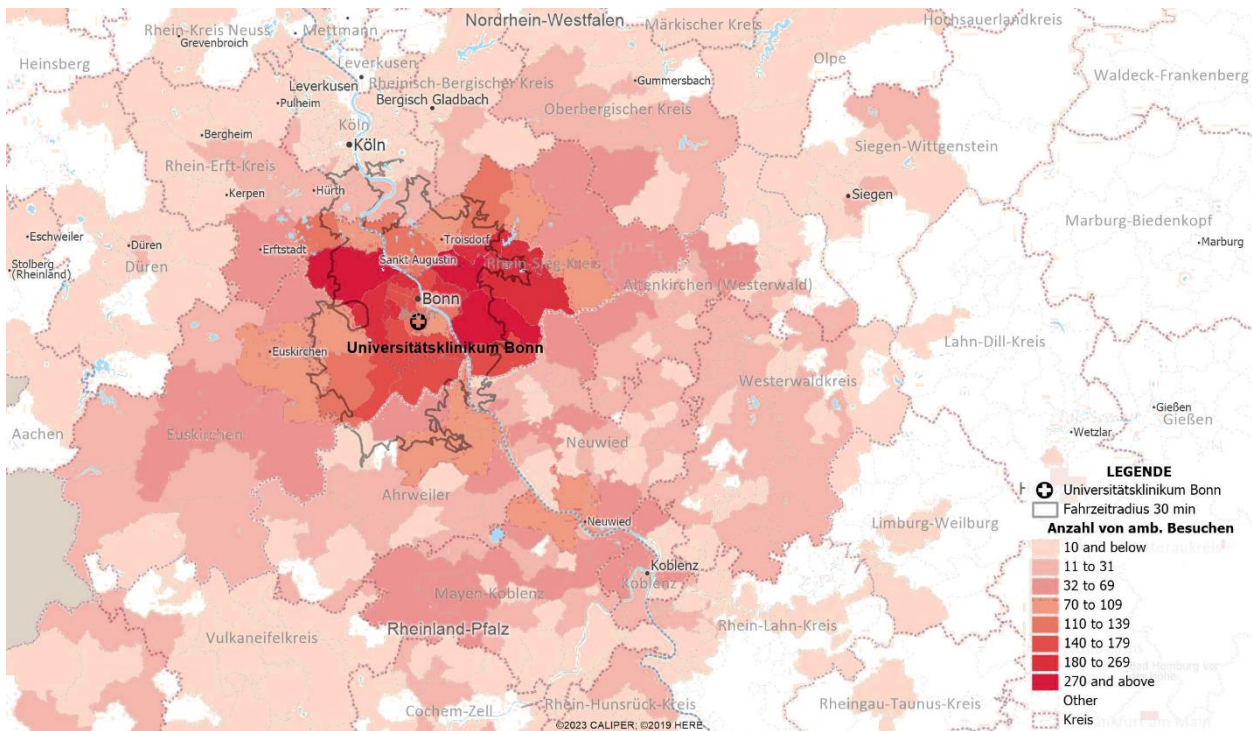 Nordrhein-Westfalen
Märkischer Kreis
Hochsauerlandkreis
Rhein-Kreis Neuss
Mettmann
Grevenbroich
Heinsberg
Leverkusen
Olpe
Waldeck-Frankenberg
Leverkusen
Rheinisch-Bergischer Kreis
Gummersbach
Pulheim
Bergisch Gladbach
Oberbergischer Kreis
Köln
Bergheim
Köln
Siegen-Wittgenstein
Rhein-Erft-Kreis
Kerpen
Hürth
Siegen
Marburg-Biedenkopf
Eschweiler
Düren
Erftstadt
Troisdorf
Marburg
Stolberg
(Rheinland)
Düren
Sankt Augustin
Rhein-Sieg-Kreis
Altenkirchen (Westerwald)
Bonn
Universitätsklinikum Bonn
Euskirchen
Lahn-Dill-Kreis
Westerwaldkreis
Gießen
Gießen
Aachen
Euskirchen
Neuwied
Wetzlar
Ahrweiler
Neuwied
Limburg-Weilburg
Koblenz
Koblenz
Mayen-Koblenz
Rheinland-Pfalz
Vulkaneifelkreis
Rhein-Lahn-Kreis
Cochem-Zell
Rhein-Hunsrück-Kreis
Rheingau-Taunus-Kreis
©2023 CALIPER; ©2019 HERE
LEGENDE
Universitätsklinikum Bonn
Fahrzeitradius 30 min
Anzahl von amb. Besuchen
10 and below
11 to 31
32 to 69
70 to 109
110 to 139
140 to 179
180 to 269
270 and above
Other
Kreis